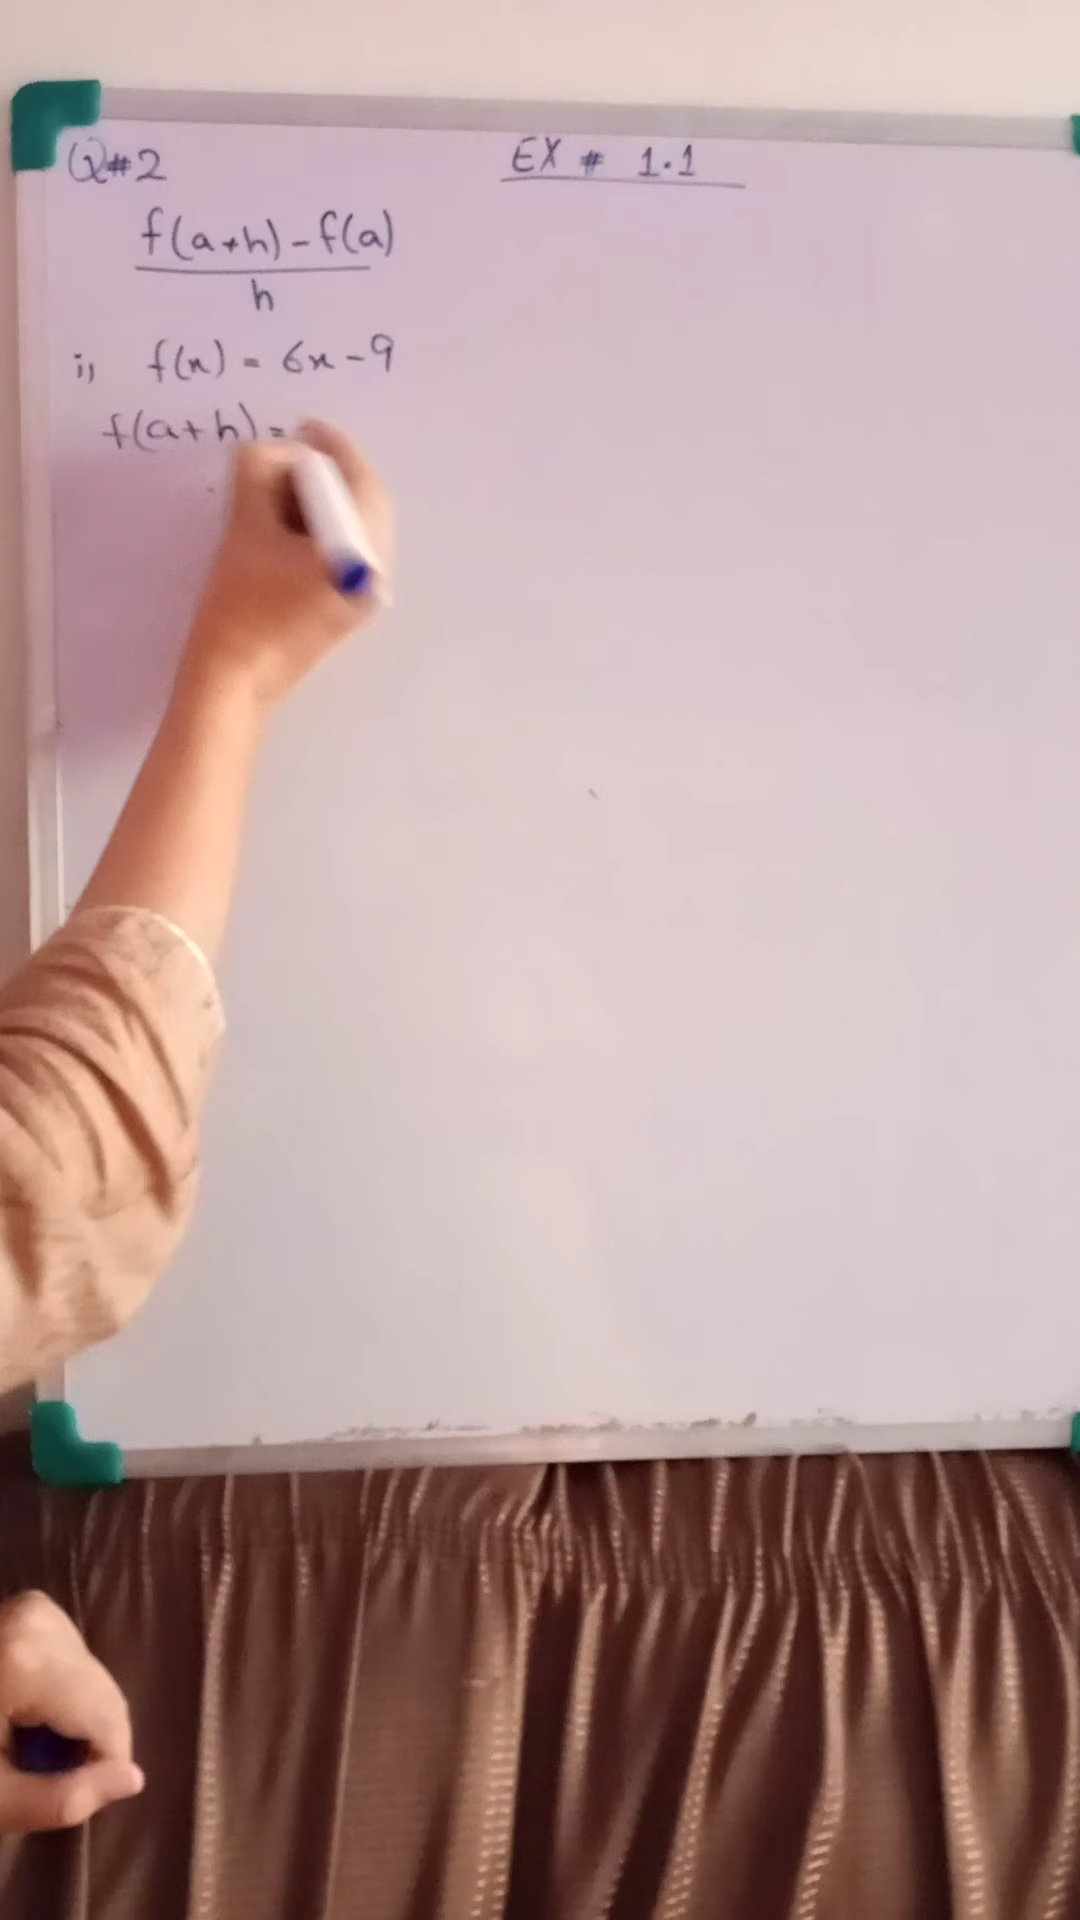 Q#2
EX # 1.1
f(a+h)-f(a)
h
i) f(x) = 6x-9
f(a+h)=